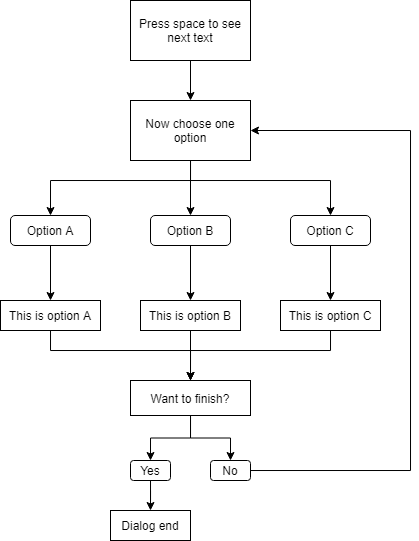 Press space to see
next text
Now choose one
option
Option A
Option B
Option C
This is option A
This is option B
This is option C
Want to finish?
Yes
No
Dialog end